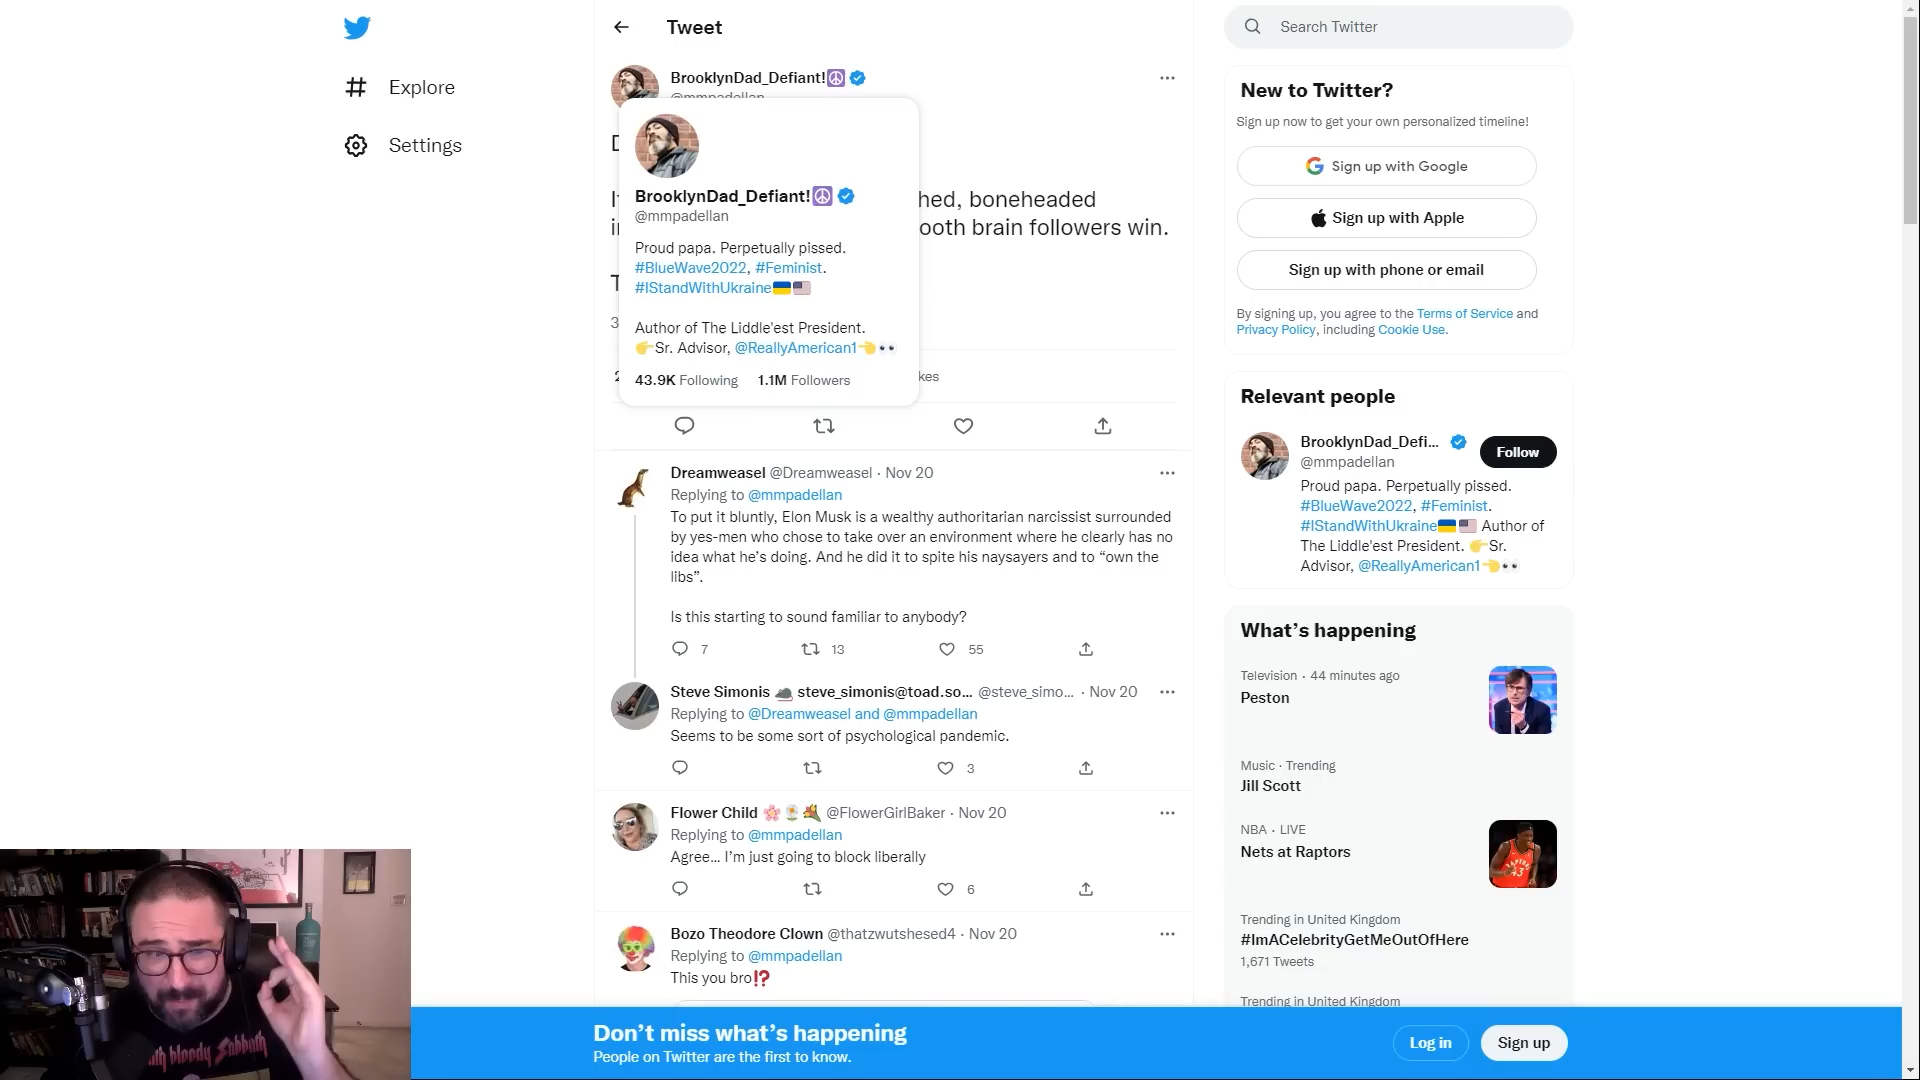 Tweet
Search Twitter
Explore
Settings
BrooklynDad_Defiant!
@mmpadellan
BrooklynDad_Defiant!
@mmpadellan
Proud papa. Perpetually pissed.
#BlueWave2022, #Feminist.
#IStandWithUkraine
Author of The Liddle'est President.
Sr. Advisor, @ReallyAmerican1
43.9K Following 1.1M Followers
hed, boneheaded
ooth brain followers win.
kes
Dreamweasel @Dreamweasel · Nov 20
Replying to @mmpadellan
To put it bluntly, Elon Musk is a wealthy authoritarian narcissist surrounded
by yes-men who chose to take over an environment where he clearly has no
idea what he's doing. And he did it to spite his naysayers and to “own the
libs”.
Is this starting to sound familiar to anybody?
7 13 55
Steve Simonis steve_simonis@toad.so... @steve_simo... · Nov 20
Replying to @Dreamweasel and @mmpadellan
Seems to be some sort of psychological pandemic.
3
Flower Child @FlowerGirlBaker · Nov 20
Replying to @mmpadellan
Agree... I'm just going to block liberally
6
Bozo Theodore Clown @thatzwutshesed4 · Nov 20
Replying to @mmpadellan
This you bro⁉
New to Twitter?
Sign up now to get your own personalized timeline!
Sign up with Google
Sign up with Apple
Sign up with phone or email
By signing up, you agree to the Terms of Service and
Privacy Policy, including Cookie Use.
Relevant people
BrooklynDad_Defi...
@mmpadellan
Follow
Proud papa. Perpetually pissed.
#BlueWave2022, #Feminist.
#IStandWithUkraine Author of
The Liddle'est President. Sr.
Advisor, @ReallyAmerican1
What's happening
Television · 44 minutes ago
Peston
Music · Trending
Jill Scott
NBA · LIVE
Nets at Raptors
Trending in United Kingdom
#ImACelebrityGetMeOutOfHere
1,671 Tweets
Trending in United Kingdom
Don't miss what's happening
People on Twitter are the first to know.
Log in
Sign up
bloody Sabbath